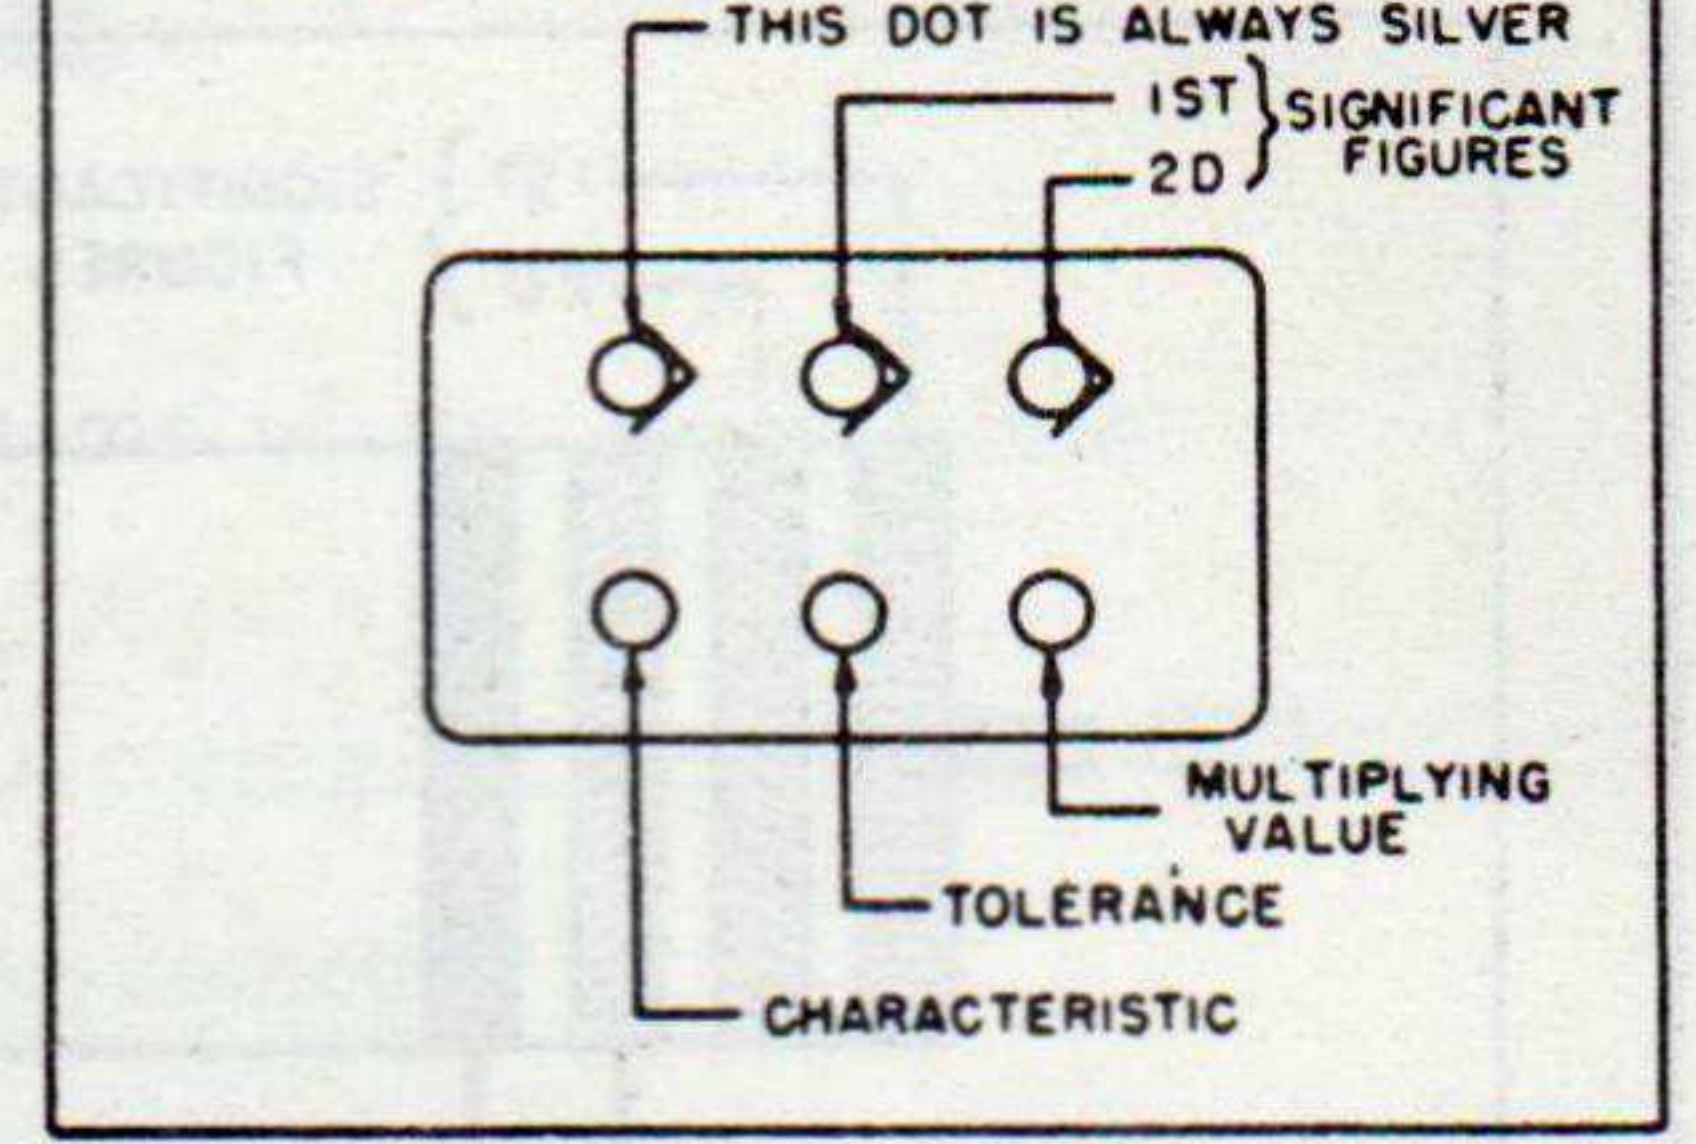 THIS DOT IS ALWAYS SILVER
1ST
2D
SIGNIFICANT
FIGURES
MULTIPLYING
VALUE
TOLERANCE
CHARACTERISTIC